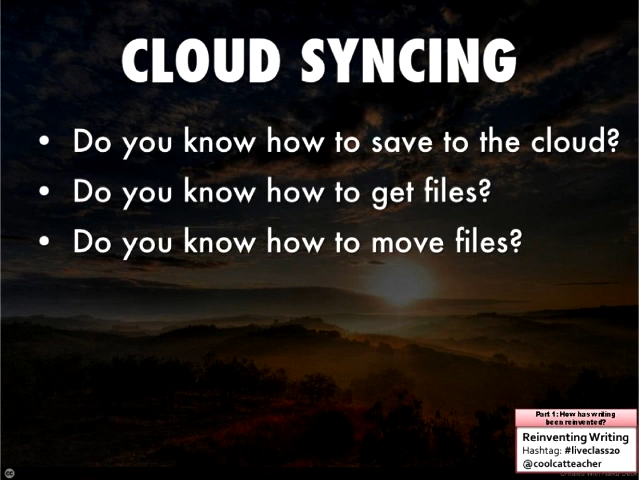 CLOUD SYNCING
• Do you know how to save to the cloud?
• Do you know how to get files?
• Do you know how to move files?
Part 1: How has writing
been reinvented?
Reinventing Writing
Hashtag: #liveclass20
@coolcatteacher
cc